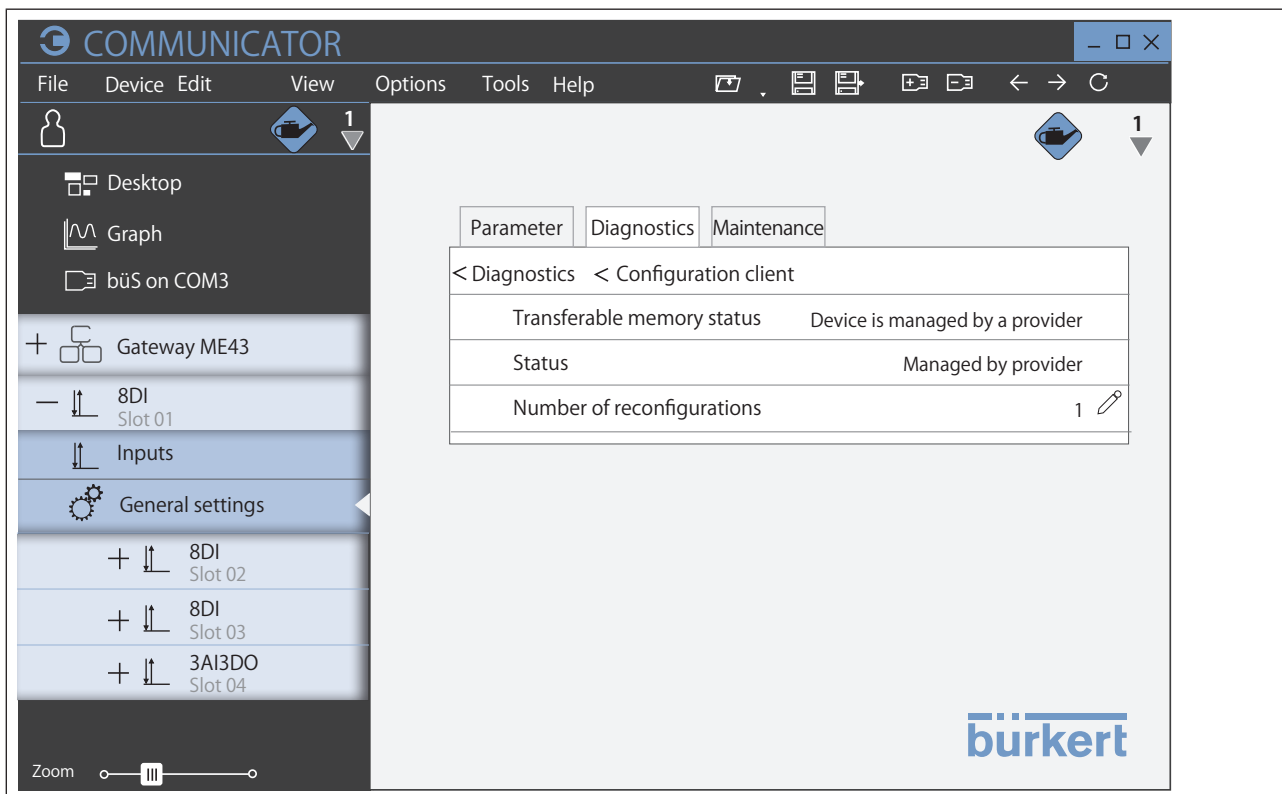 COMMUNICATOR
File Device Edit View Options Tools Help
1
1
Desktop
Graph
büS on COM3
Gateway ME43
8DI
Slot 01
Inputs
General settings
8DI
Slot 02
8DI
Slot 03
3AI3DO
Slot 04
Zoom
Parameter Diagnostics Maintenance
< Diagnostics < Configuration client
Transferable memory status Device is managed by a provider
Status Managed by provider
Number of reconfigurations 1
bürkert